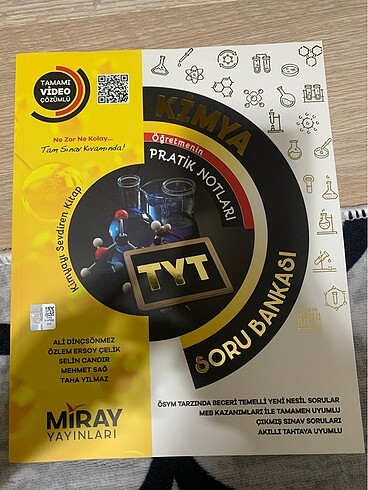 TAMAMI
VİDEO
ÇÖZÜMLÜ
Ne Zor Ne Kolay...
Tam Sınav Kıvamında!
KİMYA
Öğretmenin
PRATİK NOTLARI
Kimyayı Sevdiren Kitap
TYT
SORU BANKASI
ALİ DİNÇSÖNMEZ
ÖZLEM ERSOY ÇELİK
SELİN CANDIR
MEHMET SAĞ
TAHA YILMAZ
MİRAY
YAYINLARI
ÖSYM TARZINDA BECERİ TEMELLİ YENİ NESİL SORULAR
MEB KAZANIMLARI İLE TAMAMEN UYUMLU
ÇIKMIŞ SINAV SORULARI
AKILLI TAHTAYA UYUMLU